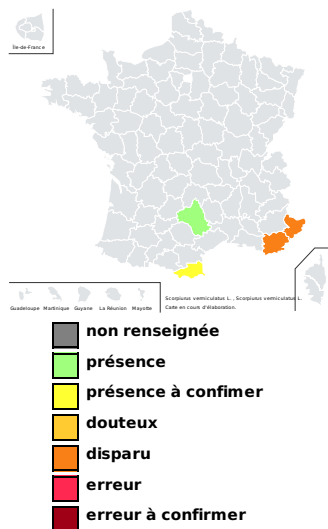 Île-de-France
Scorpiurus vermiculatus L. , Scorpiurus vermiculatus L.
Carte en cours d'élaboration.
Guadeloupe Martinique Guyane La Réunion Mayotte
non renseignée
présence
présence à confimer
douteux
disparu
erreur
erreur à confirmer